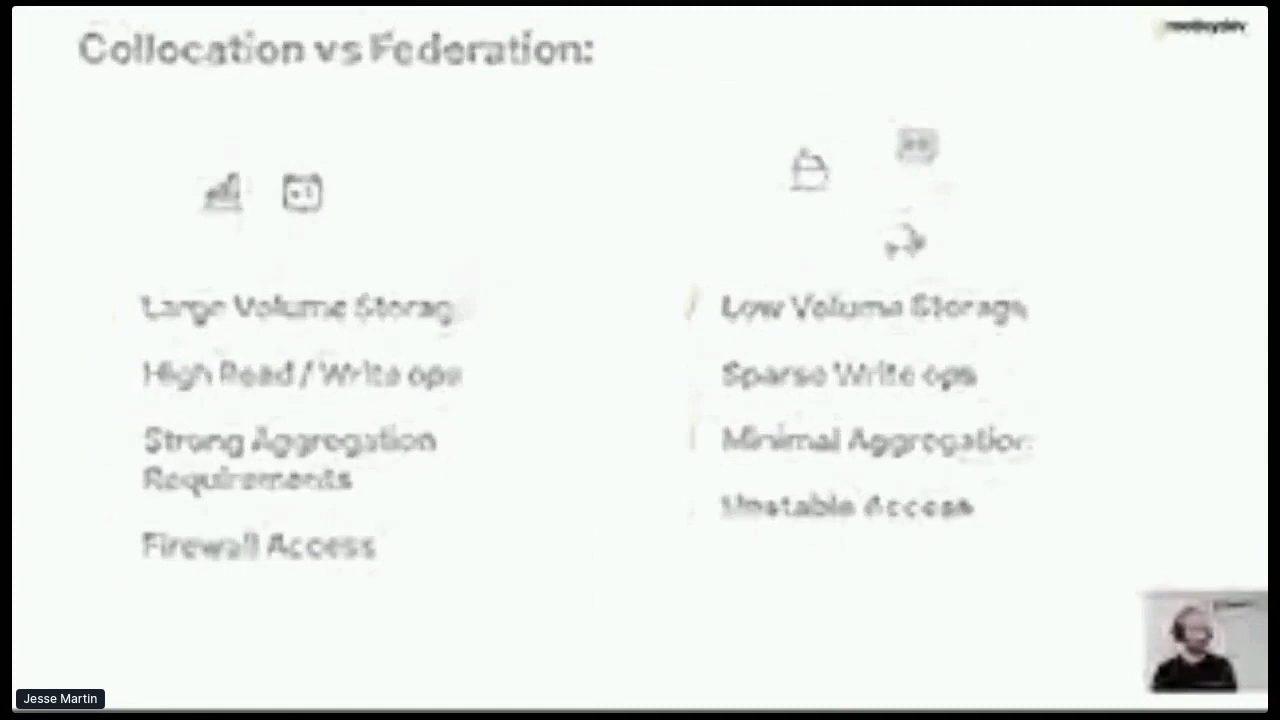 Collocation vs Federation:
Large Volume Storag
High Read / Write ops
Strong Aggregation
Requirements
Firewall Access
Low Volume Storage
Sparse Write ops
Minimal Aggregation
Unstable Access
Jesse Martin